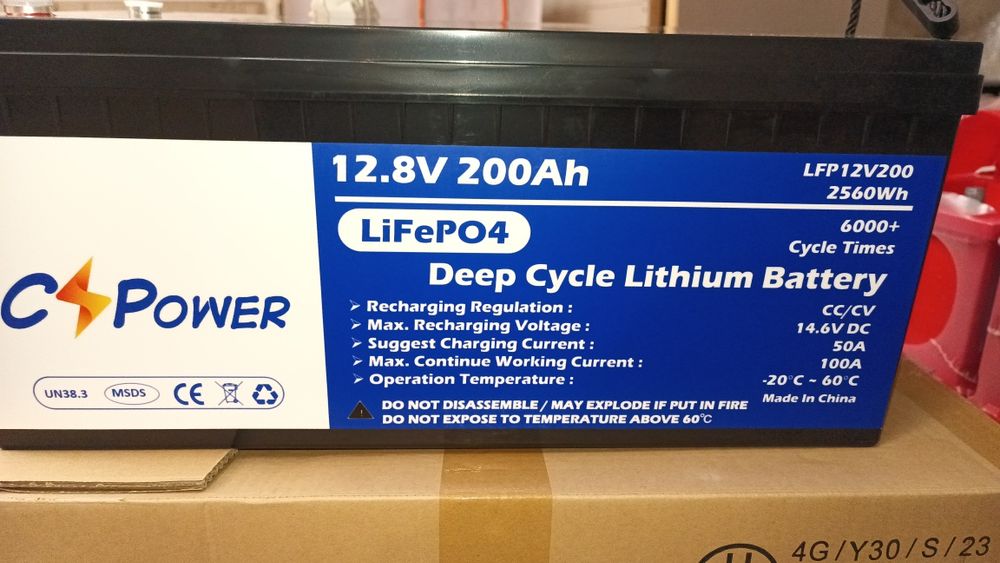 12.8V 200Ah
LFP12V200
2560Wh
LiFePO4
6000+
Cycle Times
Deep Cycle Lithium Battery
➢ Recharging Regulation : CC/CV
➢ Max. Recharging Voltage : 14.6V DC
➢ Suggest Charging Current : 50A
➢ Max. Continue Working Current : 100A
➢ Operation Temperature : -20°C ~ 60°C
Made In China
DO NOT DISASSEMBLE / MAY EXPLODE IF PUT IN FIRE
DO NOT EXPOSE TO TEMPERATURE ABOVE 60℃
CSPOWER
UN38.3 MSDS CE
4G/Y30/S/23